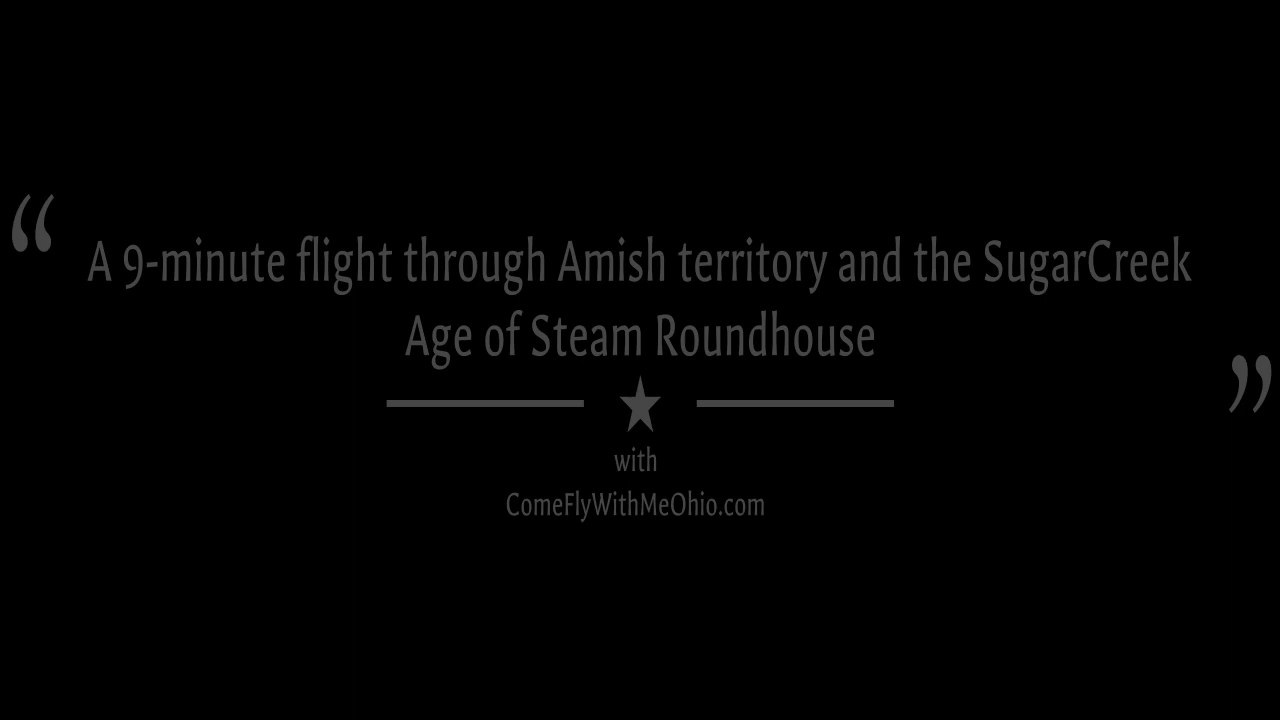 “ A 9-minute flight through Amish territory and the SugarCreek
Age of Steam Roundhouse ”
with
ComeFlyWithMeOhio.com